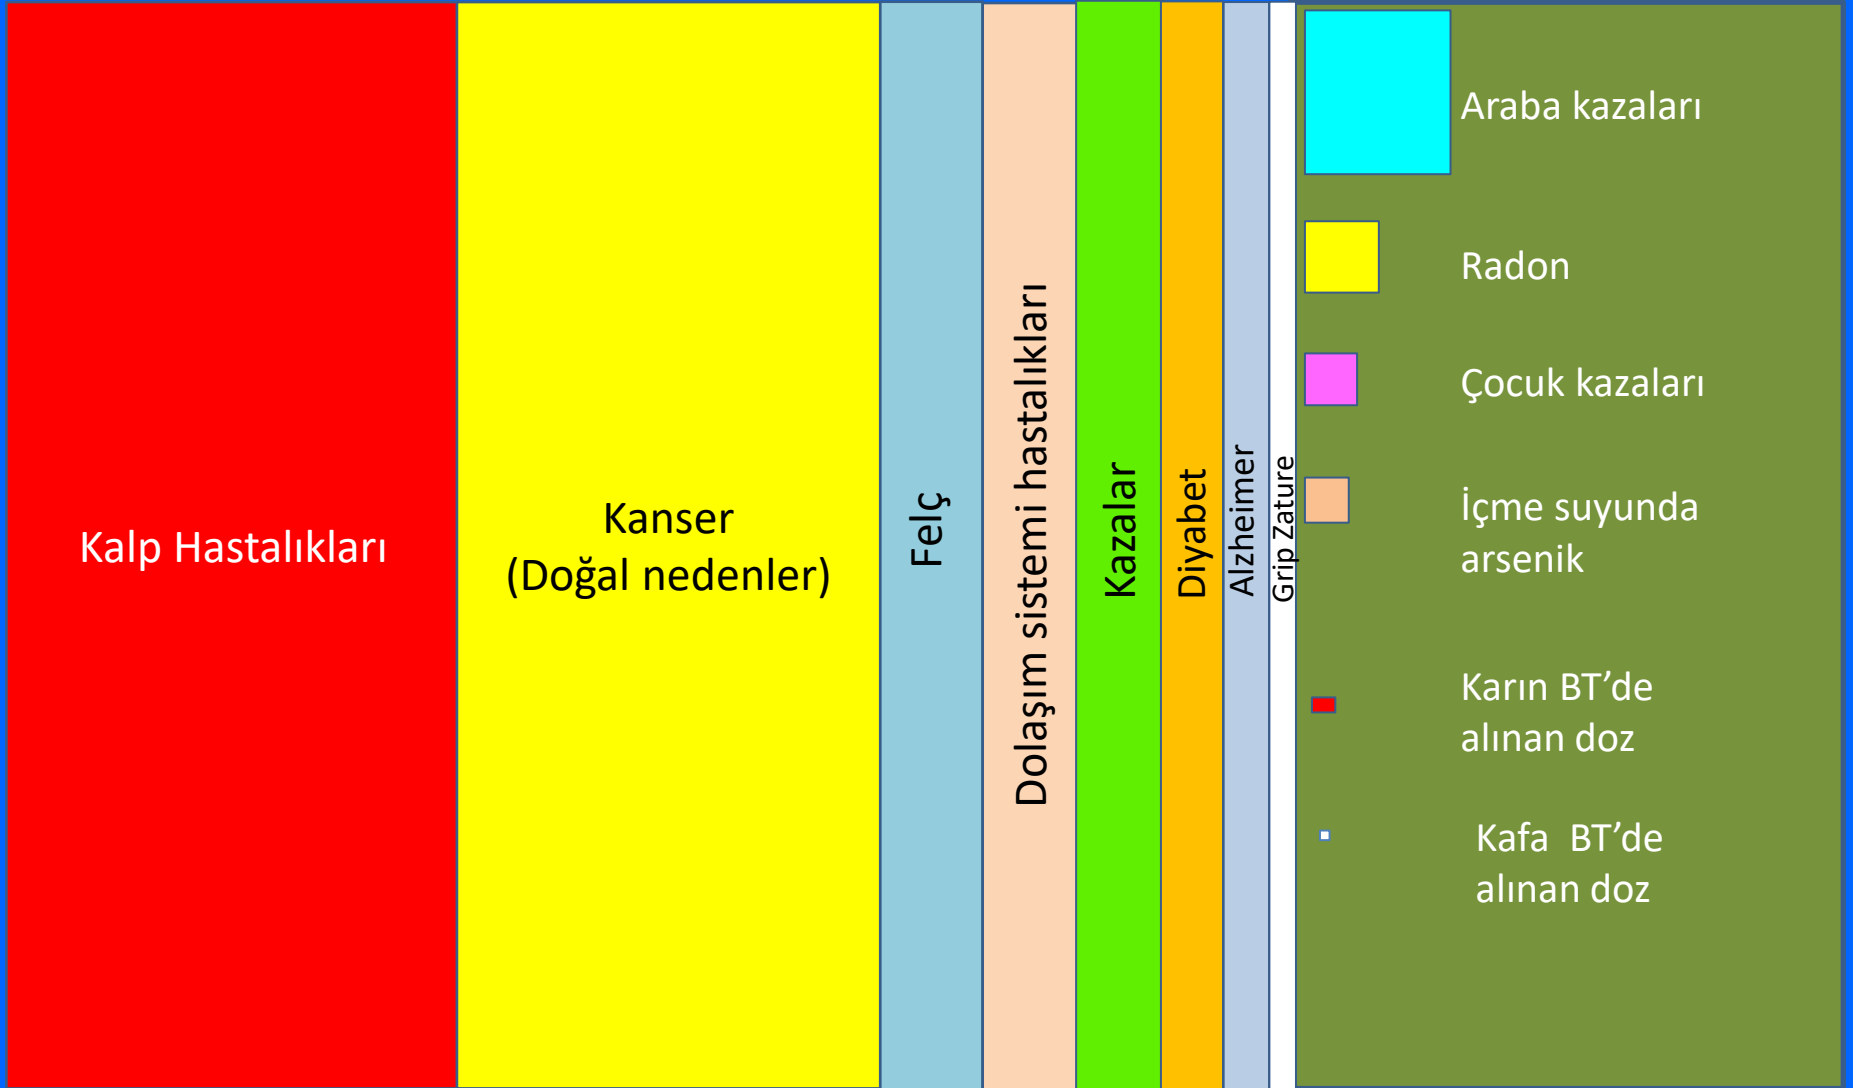 Kalp Hastalıkları
Kanser
(Doğal nedenler)
Felç
Dolaşım sistemi hastalıkları
Kazalar
Diyabet
Alzheimer
Grip Zature
Araba kazaları
Radon
Çocuk kazaları
İçme suyunda
arsenik
Karın BT’de
alınan doz
Kafa  BT’de
alınan doz